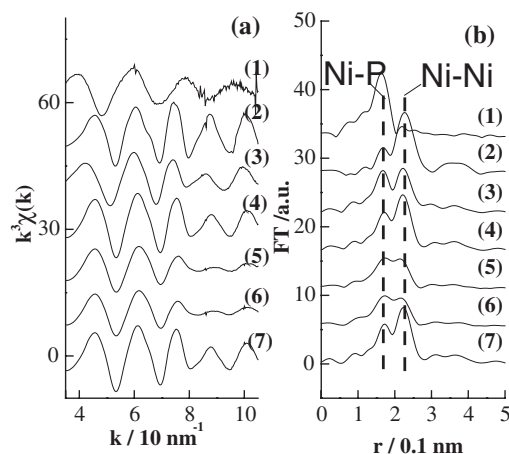 (a)
(b)
k³χ(k)
60
30
0
(1)
(2)
(3)
(4)
(5)
(6)
(7)
4 6 8 10
k / 10 nm⁻¹
FT /a.u.
50
40
30
20
10
0
Ni-P
Ni-Ni
(1)
(2)
(3)
(4)
(5)
(6)
(7)
0 1 2 3 4 5
r / 0.1 nm